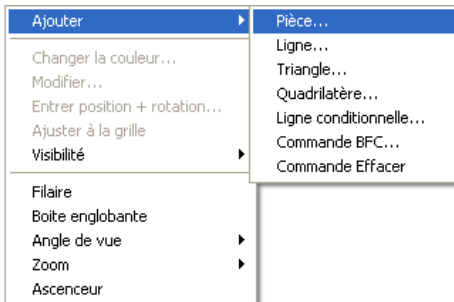 Ajouter
Changer la couleur...
Modifier...
Entrer position + rotation...
Ajuster à la grille
Visibilité
Filaire
Boite englobante
Angle de vue
Zoom
Ascenceur
Pièce...
Ligne...
Triangle...
Quadrilatère...
Ligne conditionnelle...
Commande BFC...
Commande Effacer